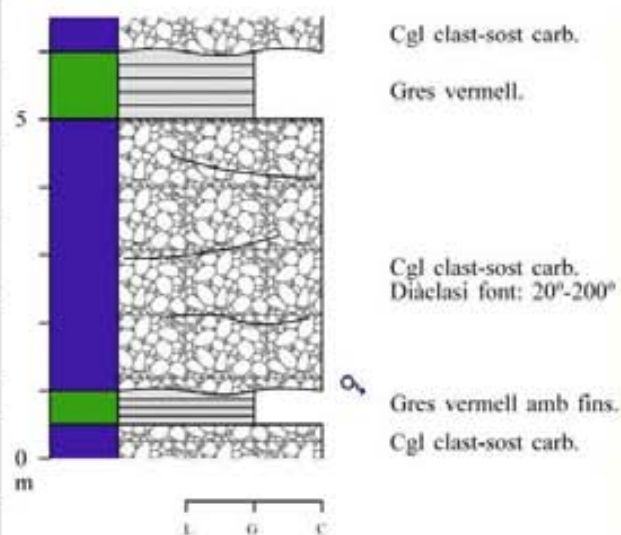 Cgl clast-sost carb.
Gres vermell.
5
Cgl clast-sost carb.
Diàclasi font: 20º-200º
Gres vermell amb fins.
Cgl clast-sost carb.
0
m
L G C